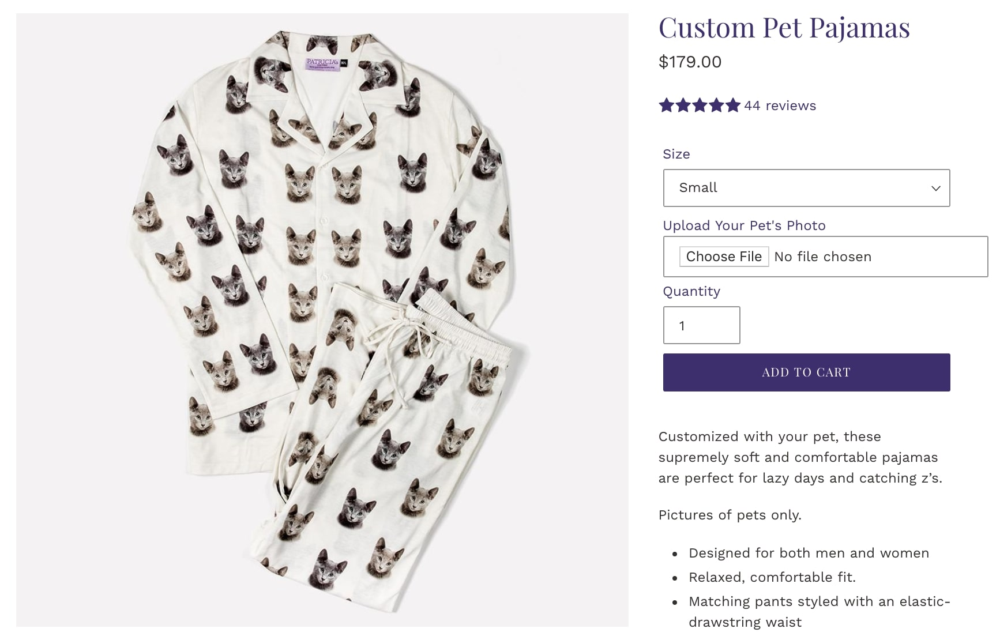 PATRICIA's
Custom Pet Pajamas
$179.00
44 reviews
Size
Small
Upload Your Pet's Photo
Choose File No file chosen
Quantity
1
ADD TO CART
Customized with your pet, these
supremely soft and comfortable pajamas
are perfect for lazy days and catching z’s.
Pictures of pets only.
Designed for both men and women
Relaxed, comfortable fit.
Matching pants styled with an elastic-
drawstring waist